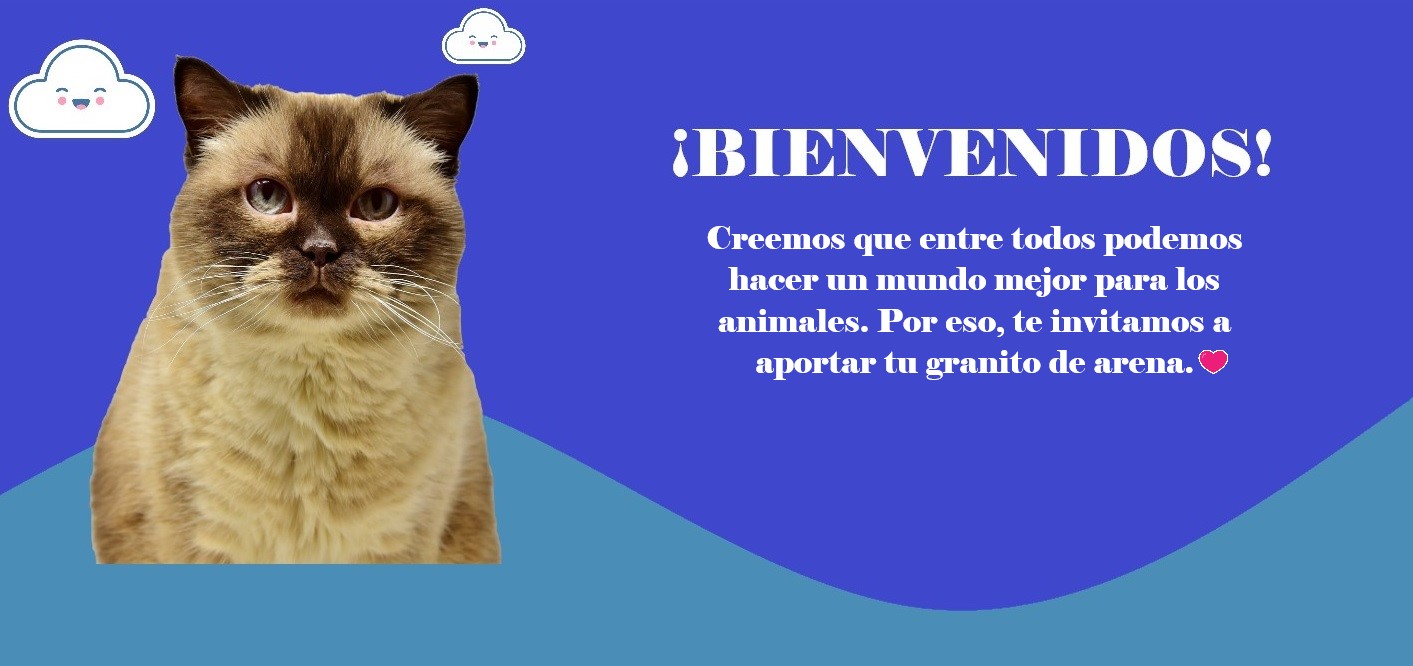 ¡BIENVENIDOS!
Creemos que entre todos podemos
hacer un mundo mejor para los
animales. Por eso, te invitamos a
aportar tu granito de arena.